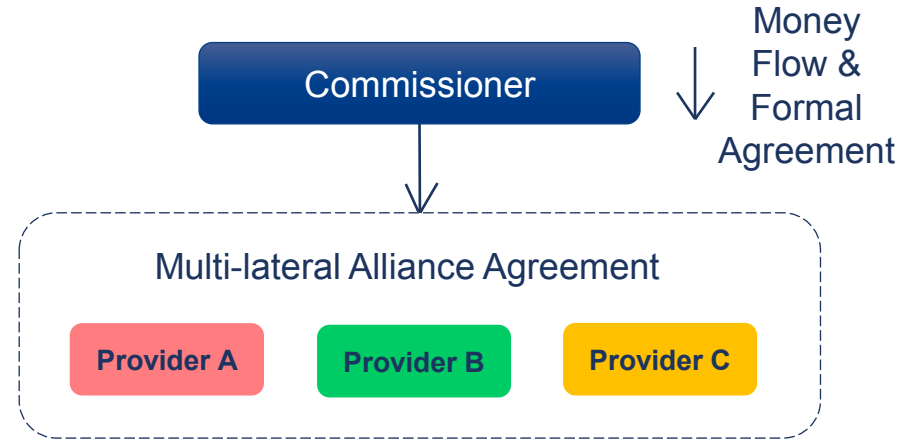 Commissioner
Money
Flow &
Formal
Agreement
Multi-lateral Alliance Agreement
Provider A
Provider B
Provider C